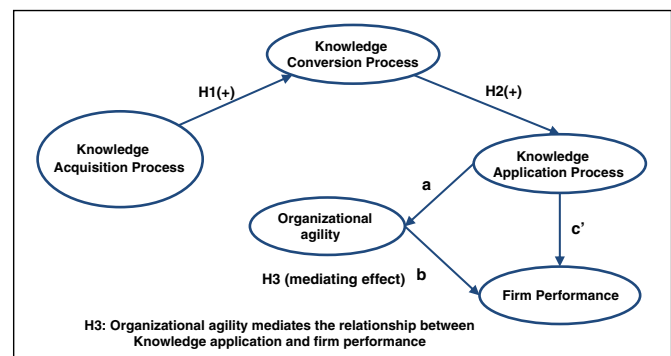 Knowledge
Conversion Process
H1(+)
H2(+)
Knowledge
Acquisition Process
Knowledge
Application Process
a
Organizational
agility
c’
H3 (mediating effect)
b
Firm Performance
H3: Organizational agility mediates the relationship between
Knowledge application and firm performance